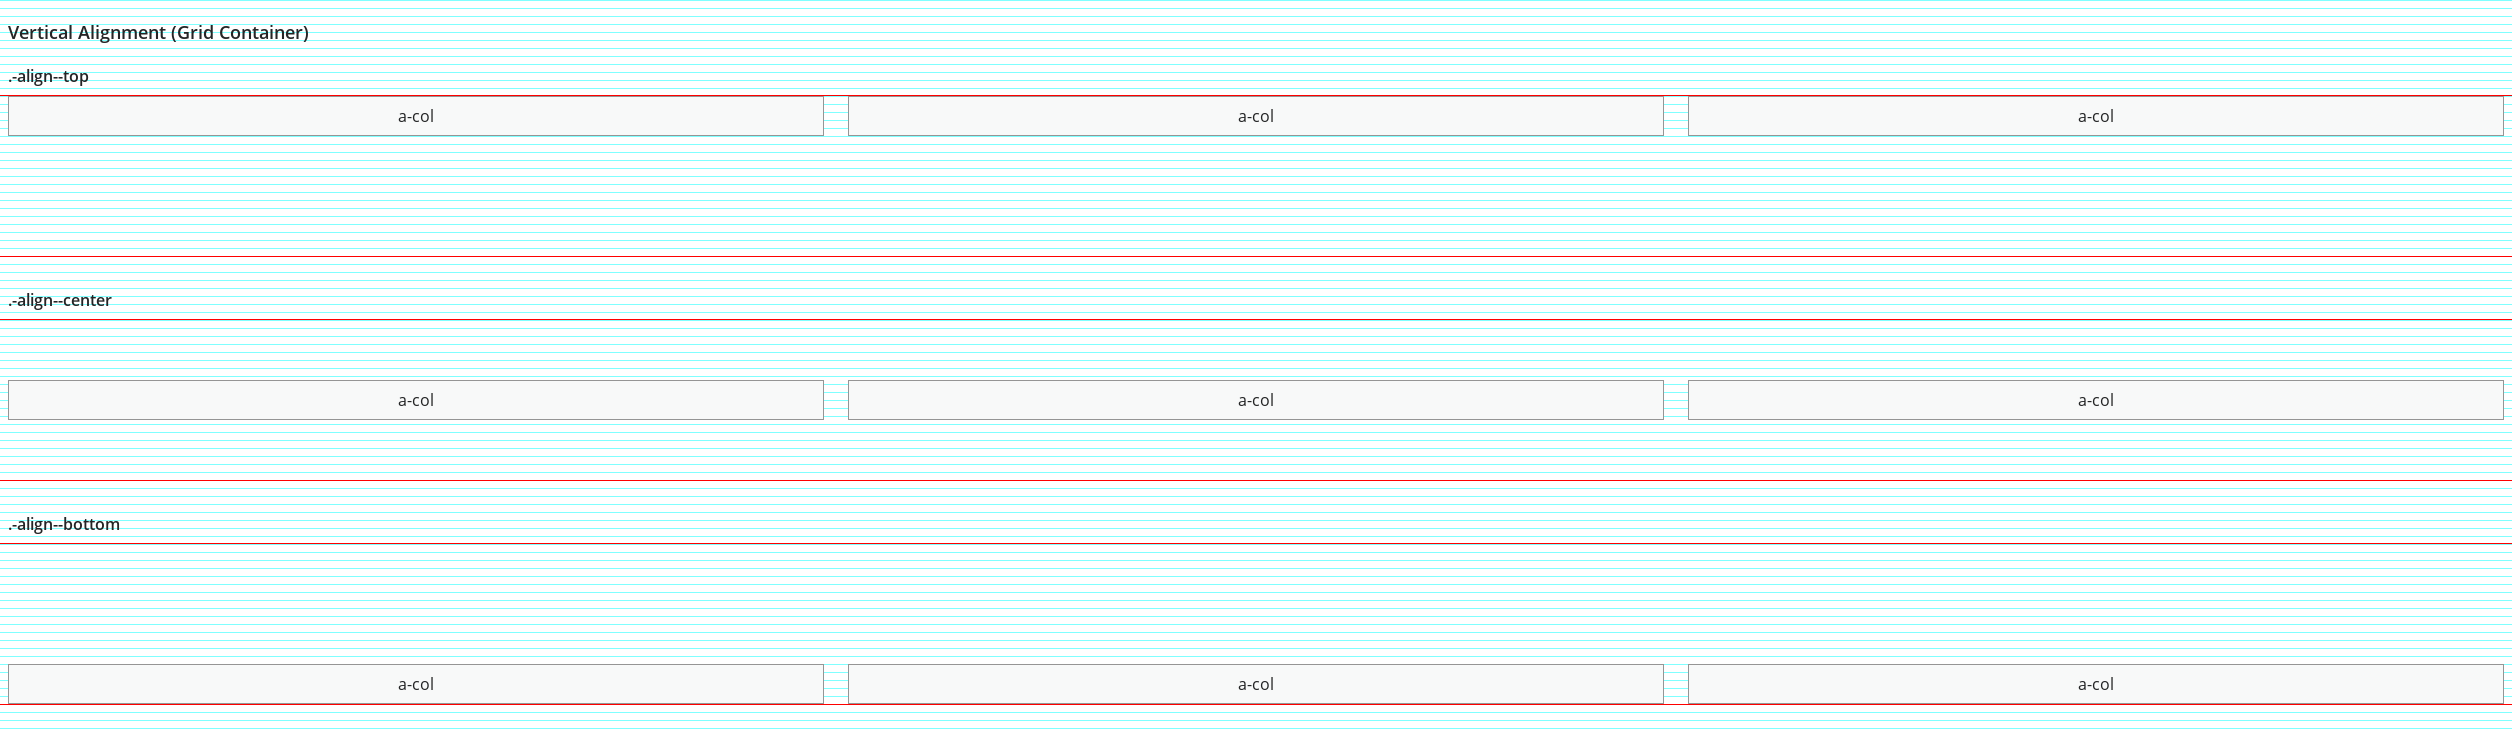 Vertical Alignment (Grid Container)
.-align--top
a-col a-col a-col
.-align--center
a-col a-col a-col
.-align--bottom
a-col a-col a-col